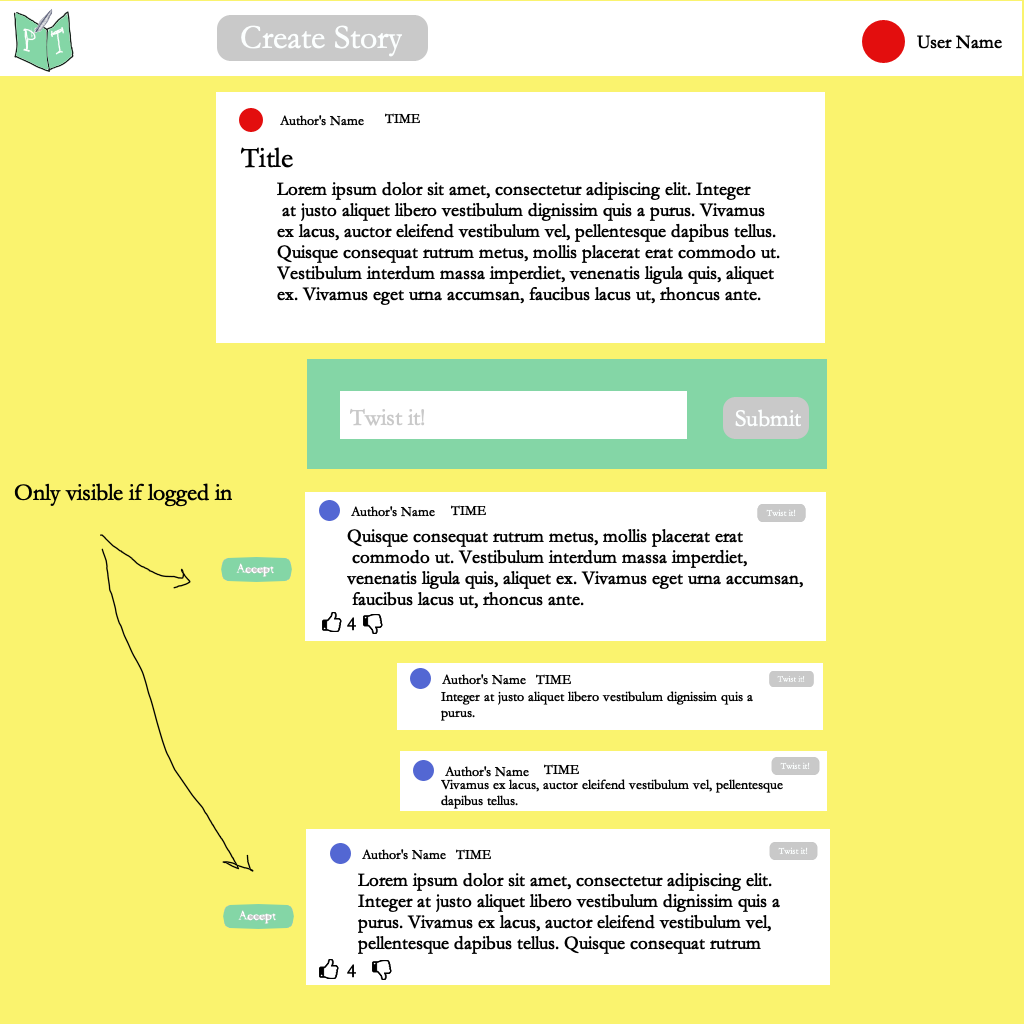 P T
Create Story
User Name
Author's Name TIME
Title
Lorem ipsum dolor sit amet, consectetur adipiscing elit. Integer
at justo aliquet libero vestibulum dignissim quis a purus. Vivamus
ex lacus, auctor eleifend vestibulum vel, pellentesque dapibus tellus.
Quisque consequat rutrum metus, mollis placerat erat commodo ut.
Vestibulum interdum massa imperdiet, venenatis ligula quis, aliquet
ex. Vivamus eget urna accumsan, faucibus lacus ut, rhoncus ante.
Twist it!
Submit
Only visible if logged in
Author's Name TIME
Twist it!
Quisque consequat rutrum metus, mollis placerat erat
commodo ut. Vestibulum interdum massa imperdiet,
venenatis ligula quis, aliquet ex. Vivamus eget urna accumsan,
faucibus lacus ut, rhoncus ante.
Accept
4
Author's Name TIME
Twist it!
Integer at justo aliquet libero vestibulum dignissim quis a
purus.
Author's Name TIME
Twist it!
Vivamus ex lacus, auctor eleifend vestibulum vel, pellentesque
dapibus tellus.
Author's Name TIME
Twist it!
Lorem ipsum dolor sit amet, consectetur adipiscing elit.
Integer at justo aliquet libero vestibulum dignissim quis a
purus. Vivamus ex lacus, auctor eleifend vestibulum vel,
pellentesque dapibus tellus. Quisque consequat rutrum
Accept
4